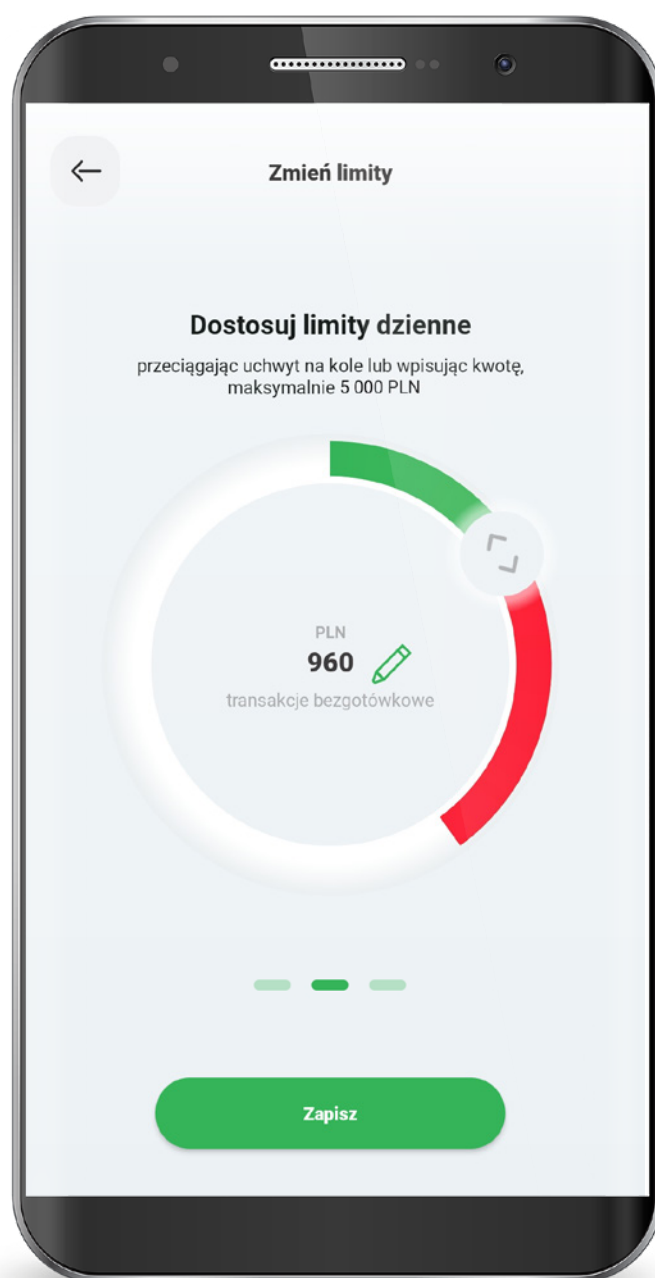 Zmień limity
Dostosuj limity dzienne
przeciągając uchwyt na kole lub wpisując kwotę,
maksymalnie 5 000 PLN
PLN
960
transakcje bezgotówkowe
Zapisz